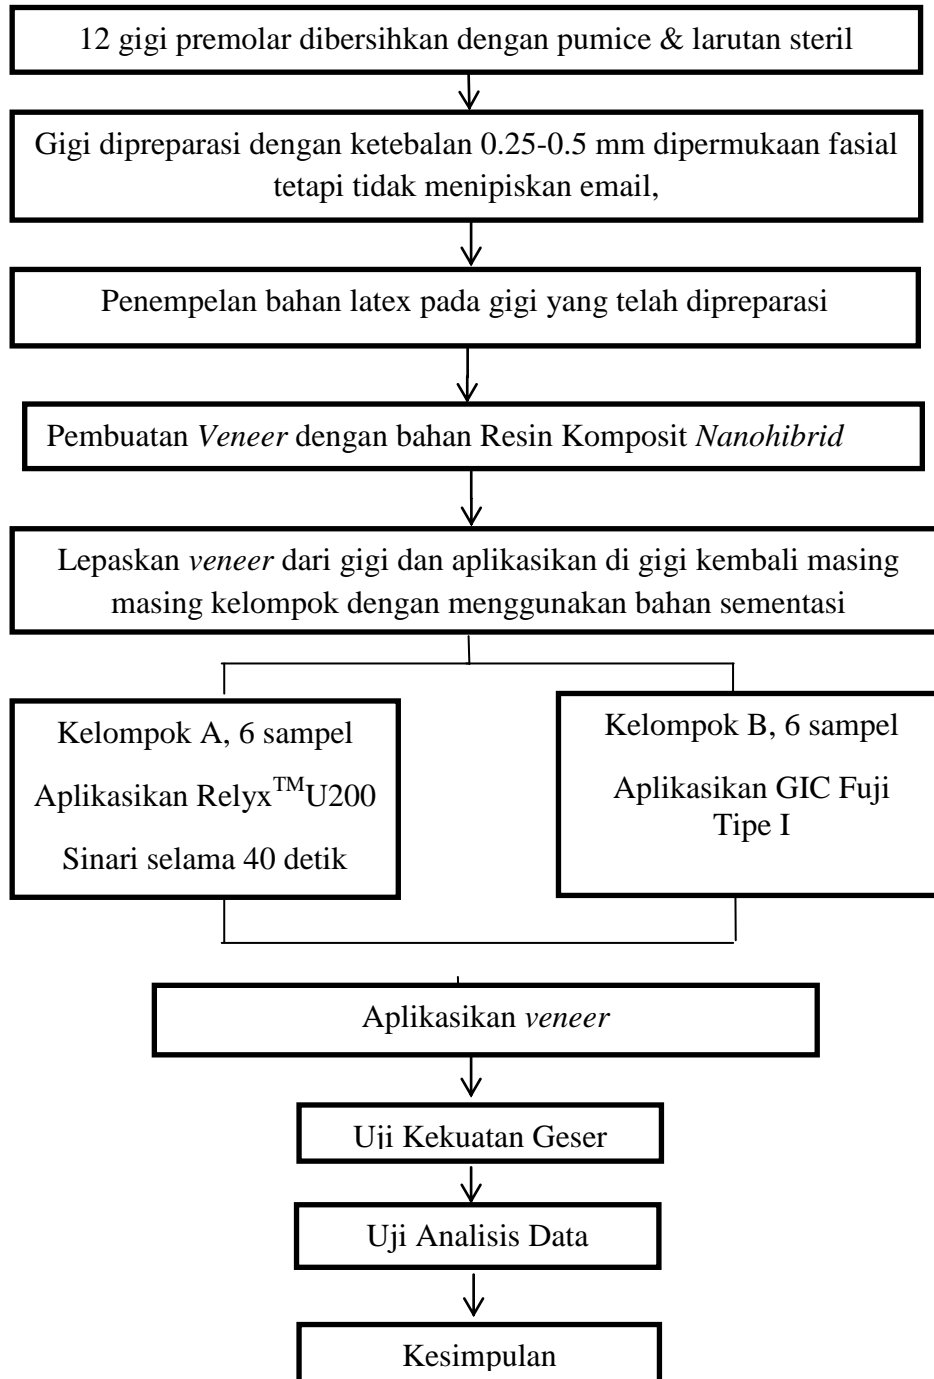 12 gigi premolar dibersihkan dengan pumice & larutan steril
Gigi dipreparasi dengan ketebalan 0.25-0.5 mm dipermukaan fasial
tetapi tidak menipiskan email,
Penempelan bahan latex pada gigi yang telah dipreparasi
Pembuatan Veneer dengan bahan Resin Komposit Nanohibrid
Lepaskan veneer dari gigi dan aplikasikan di gigi kembali masing
masing kelompok dengan menggunakan bahan sementasi
Kelompok A, 6 sampel
Aplikasikan Relyx™U200
Sinari selama 40 detik
Kelompok B, 6 sampel
Aplikasikan GIC Fuji
Tipe I
Aplikasikan veneer
Uji Kekuatan Geser
Uji Analisis Data
Kesimpulan